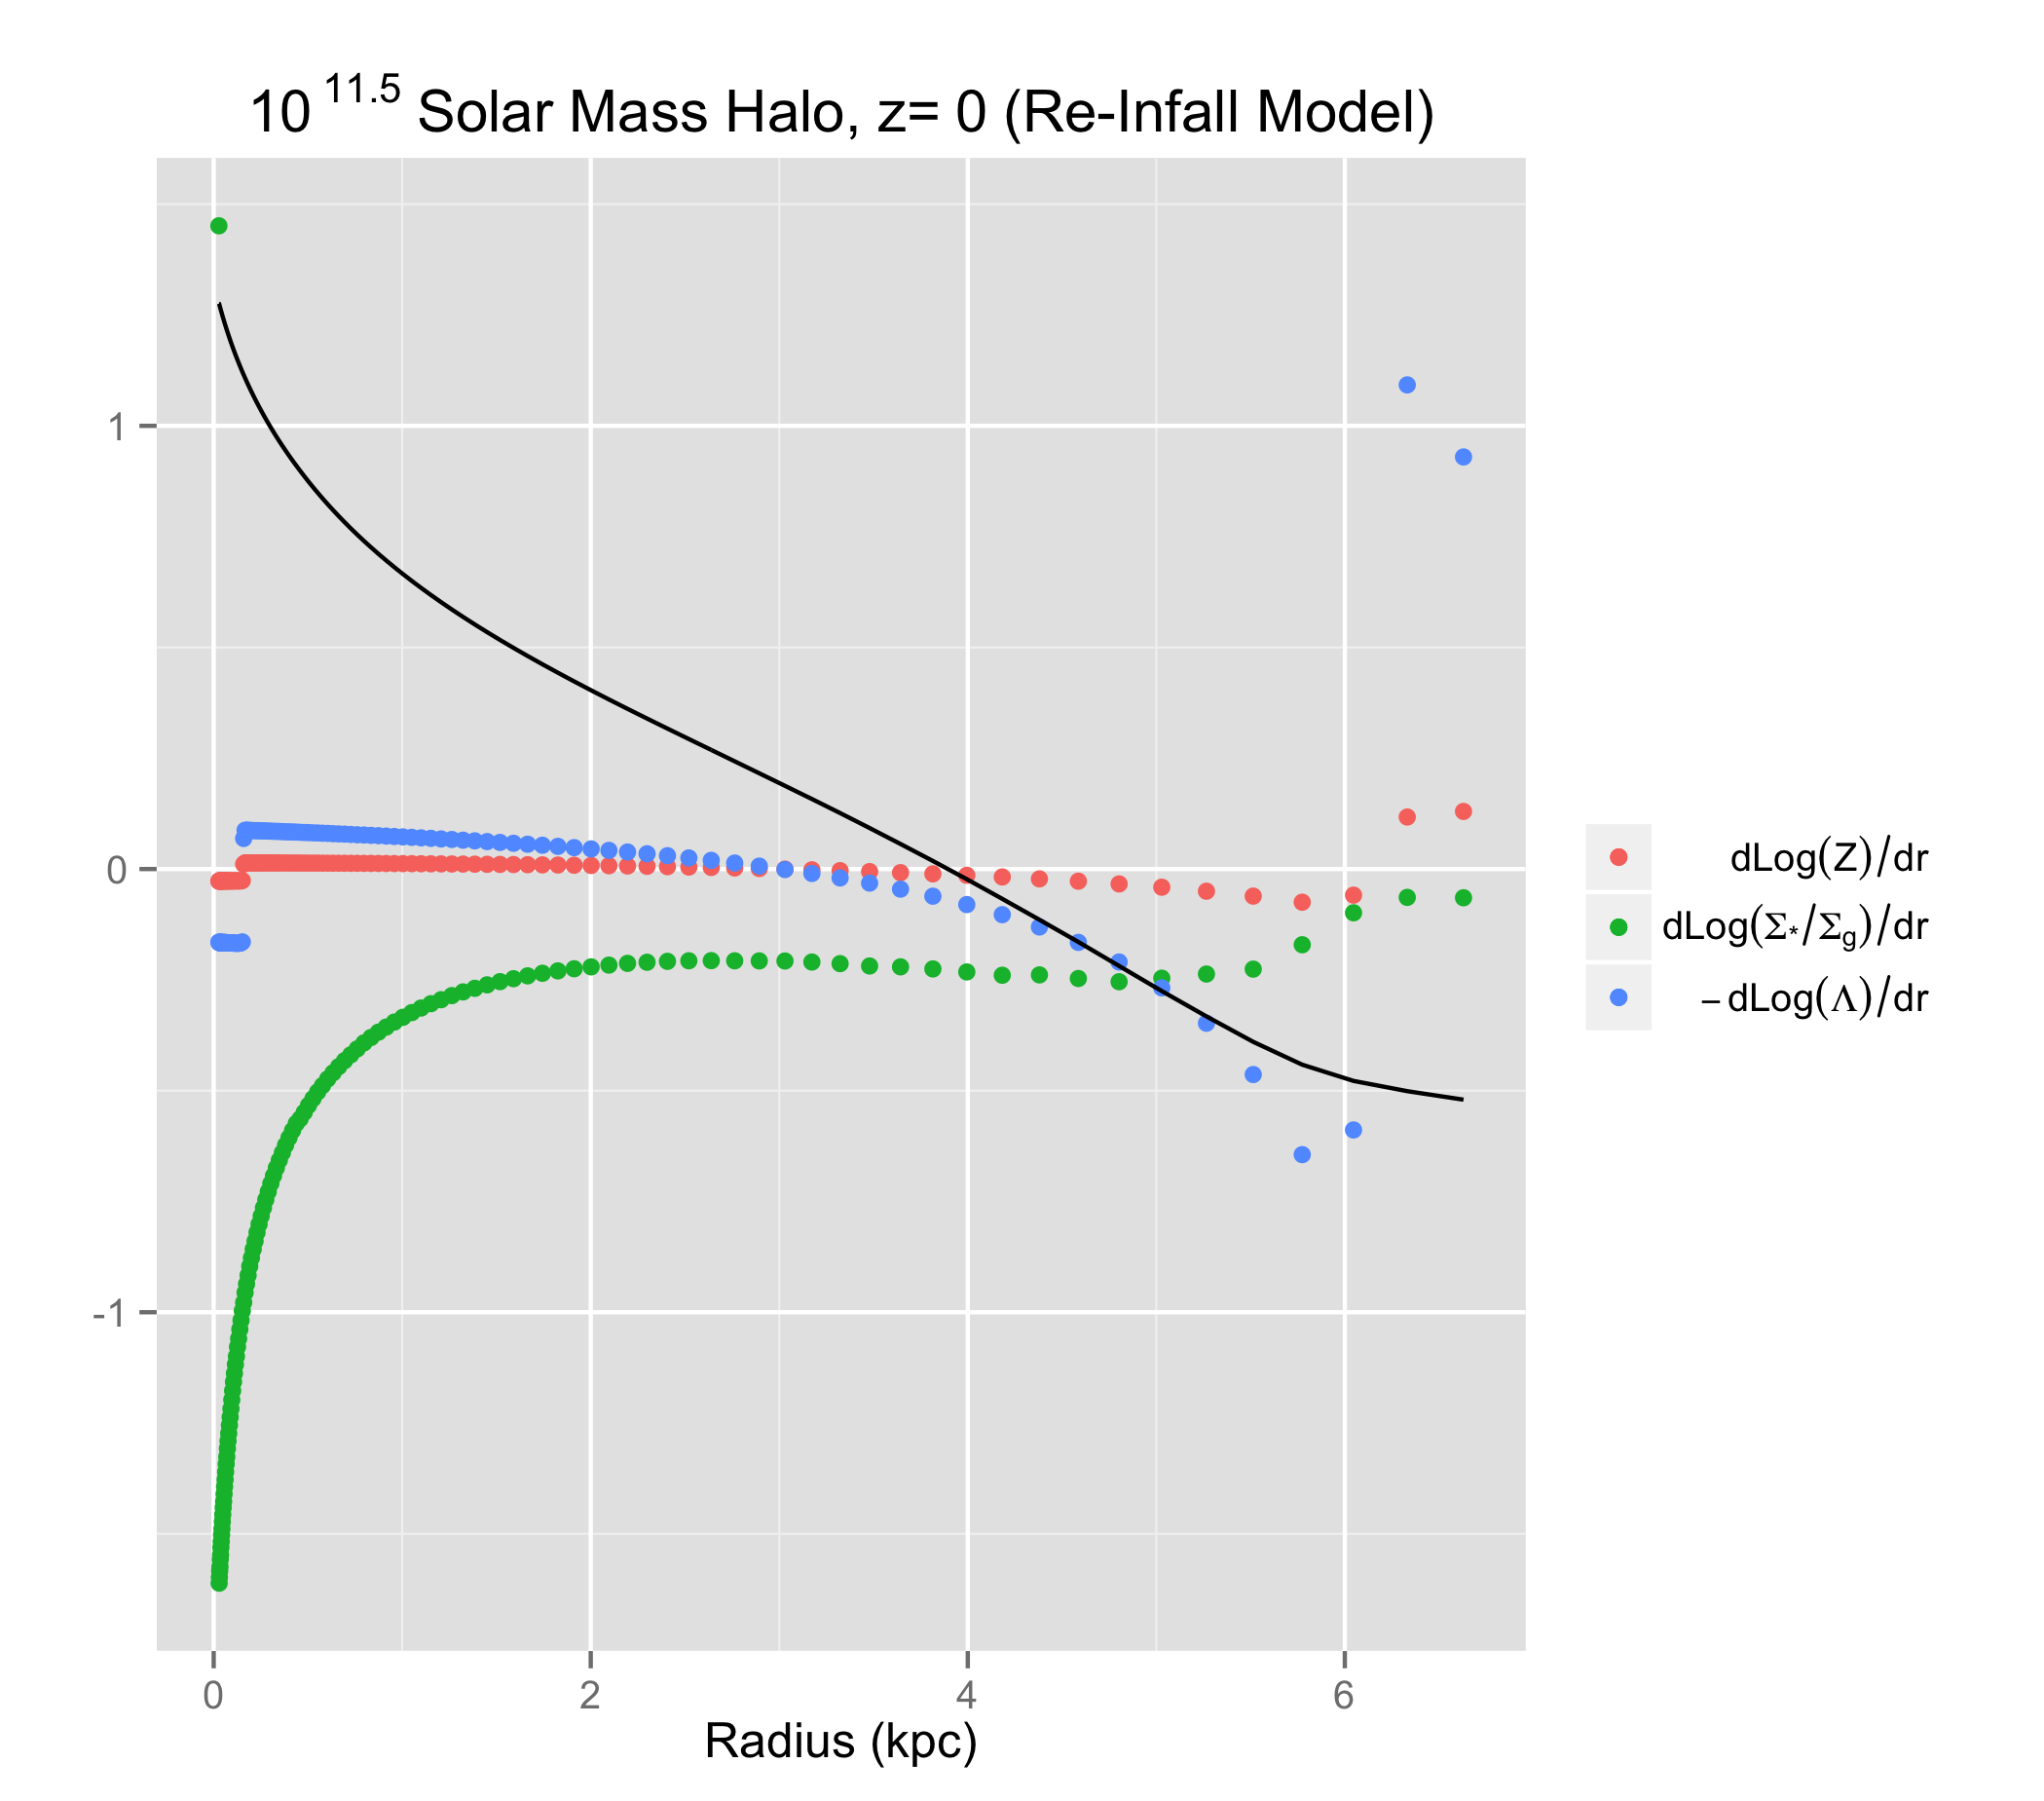 10 11.5 Solar Mass Halo, z= 0 (Re-Infall Model)
1
0
-1
0 2 4 6
Radius (kpc)
dLog(Z)/dr
dLog(Σ*/Σg)/dr
−dLog(Λ)/dr